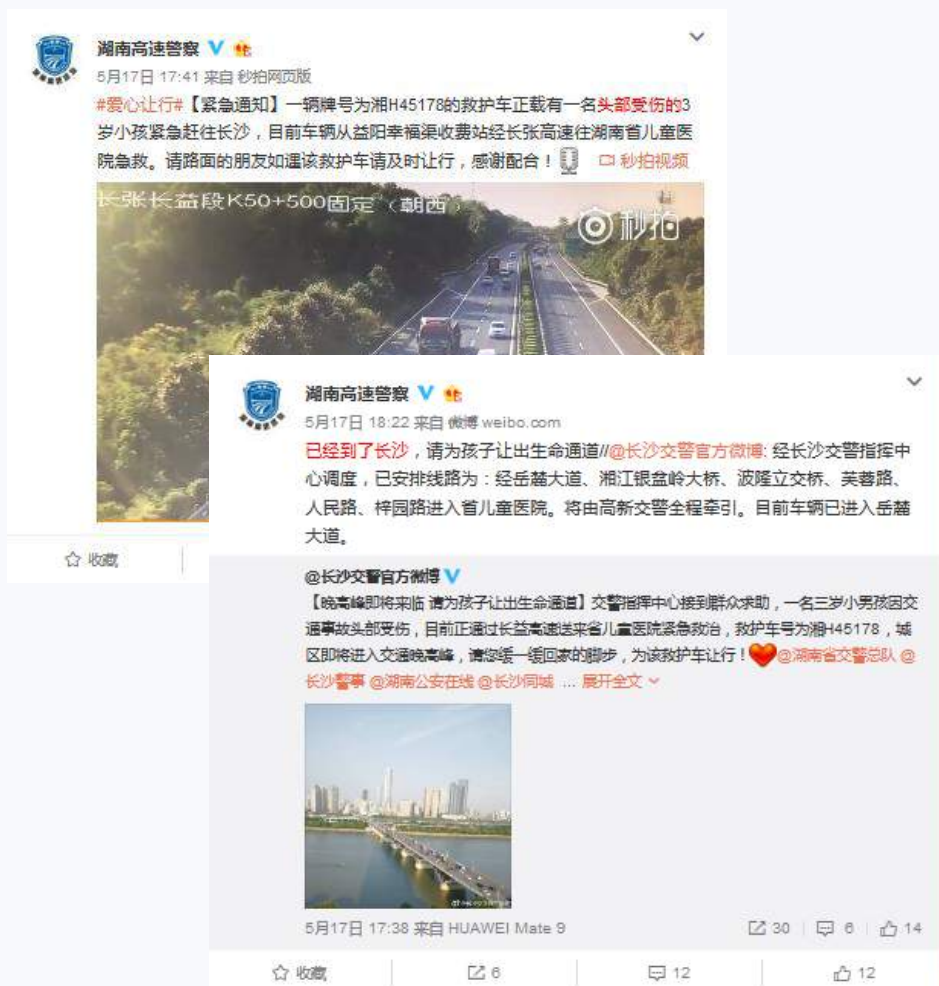 湖南高速警察
5月17日 17:41 来自 秒拍网页版
#爱心让行#【紧急通知】一辆牌号为湘H45178的救护车正载有一名头部受伤的3
岁小孩紧急赶往长沙，目前车辆从益阳幸福渠收费站经长张高速往湖南省儿童医
院急救。请路面的朋友如逢该救护车请及时让行，感谢配合！ 秒拍视频
长张长益段K50+500固定（朝西）
秒拍
收藏
湖南高速警察
5月17日 18:22 来自 微博 weibo.com
已经到了长沙，请为孩子让出生命通道//@长沙交警官方微博: 经长沙交警指挥中
心调度，已安排线路为：经岳麓大道、湘江银盆岭大桥、波隆立交桥、芙蓉路、
人民路、梓园路进入省儿童医院。将由高新交警全程牵引。目前车辆已进入岳麓
大道。
@长沙交警官方微博
【晚高峰即将来临 请为孩子让出生命通道】交警指挥中心接到群众求助，一名三岁小男孩因交
通事故头部受伤，目前正通过长益高速送来省儿童医院紧急救治，救护车号为湘H45178，城
区即将进入交通晚高峰，请您缓一缓回家的脚步，为该救护车让行！@湖南省交警总队 @
长沙警事 @湖南公安在线 @长沙同城 ... 展开全文
5月17日 17:38 来自 HUAWEI Mate 9
30 6 14
收藏 6 12 12